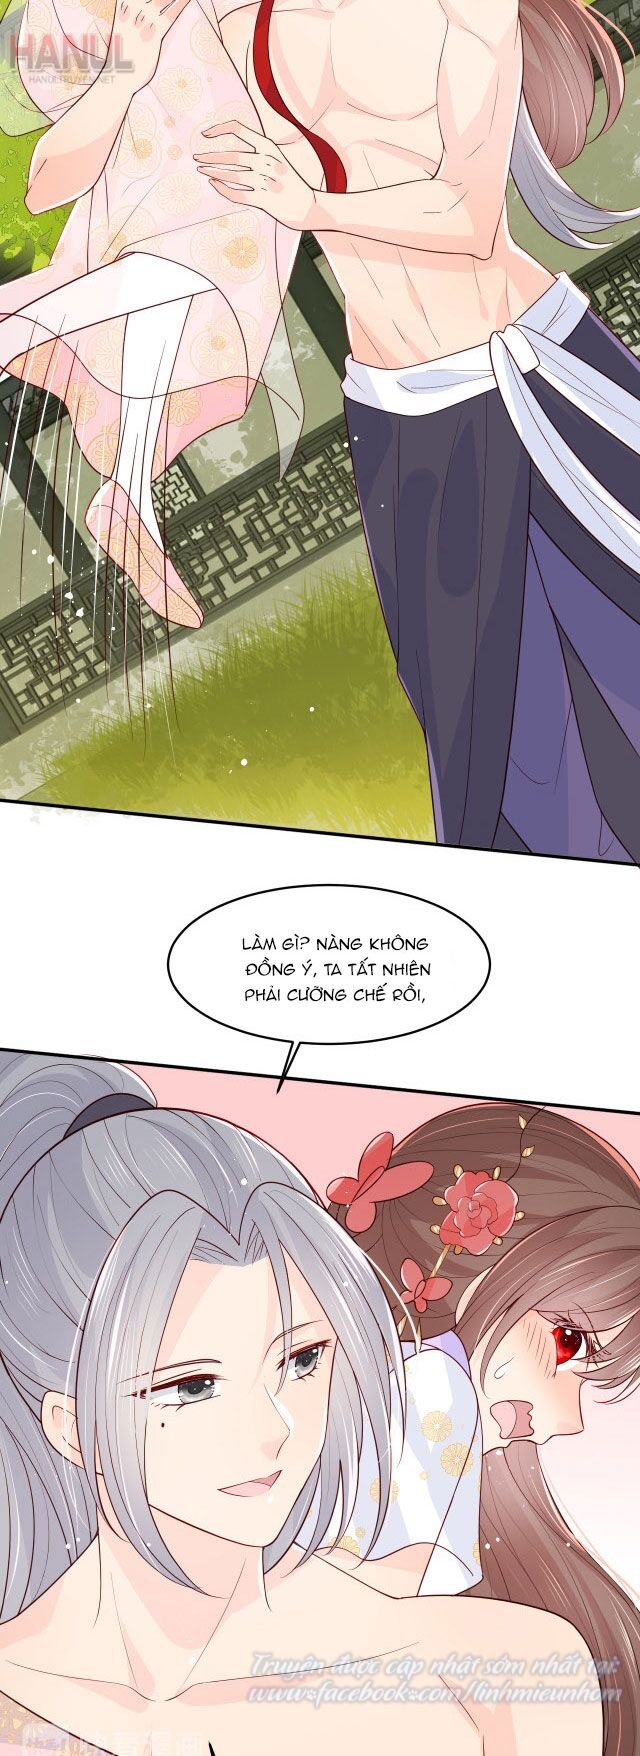 HANUL
HANULTRUYEN.NET
LÀM GÌ? NÀNG KHÔNG
ĐỒNG Ý, TA TẤT NHIÊN
PHẢI CƯỠNG CHẾ RỒI,
Truyện được cập nhật sớm nhất tại:
www.facebook.com/linhmieunhom